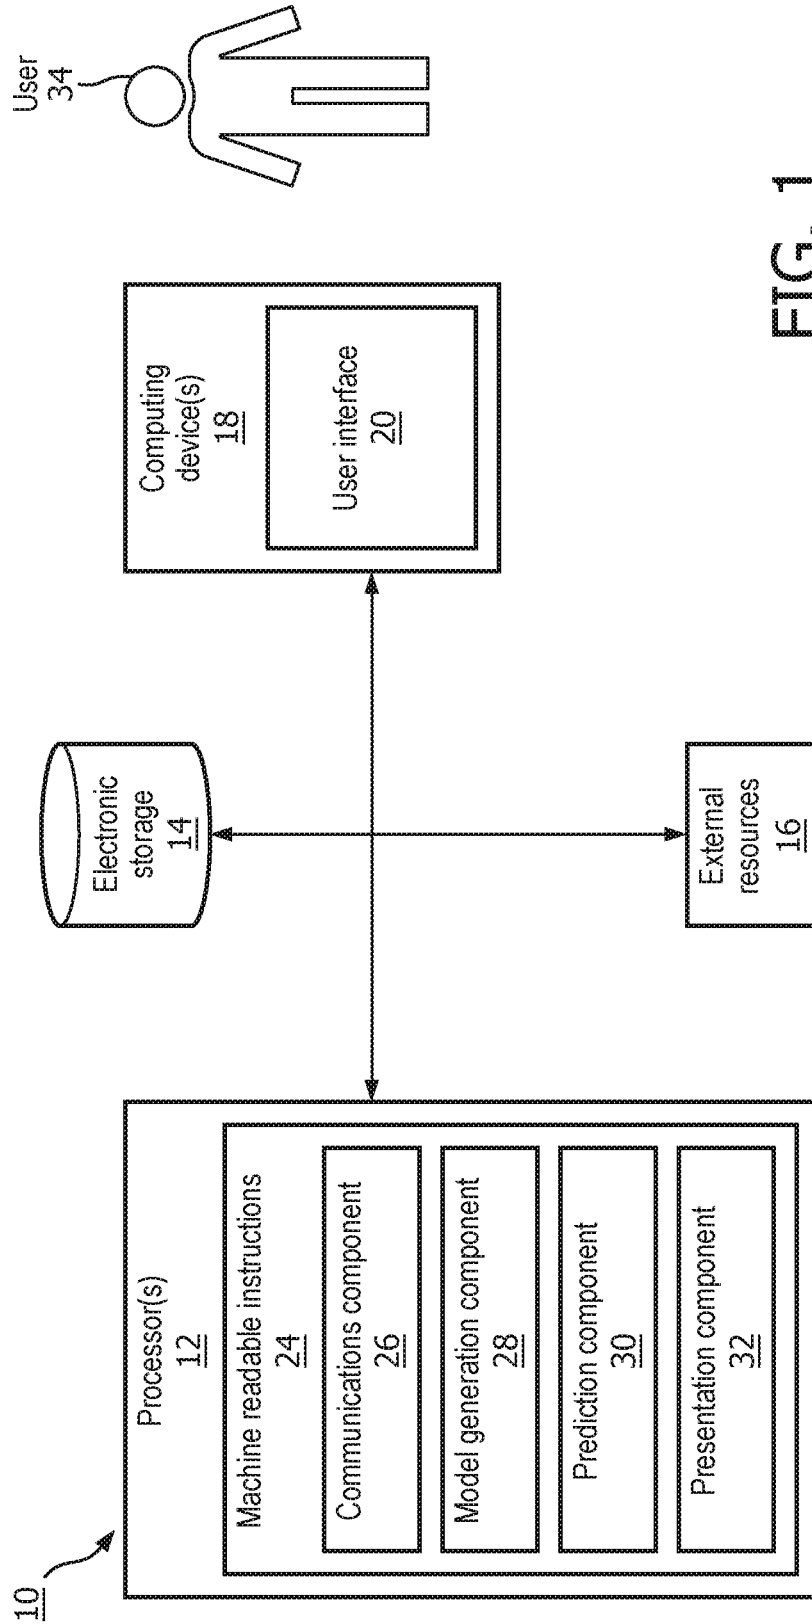 10
Processor(s)
12
Machine readable instructions
24
Communications component
26
Model generation component
28
Prediction component
30
Presentation component
32
Electronic
storage
14
External
resources
16
Computing
device(s)
18
User interface
20
User
34
FIG. 1